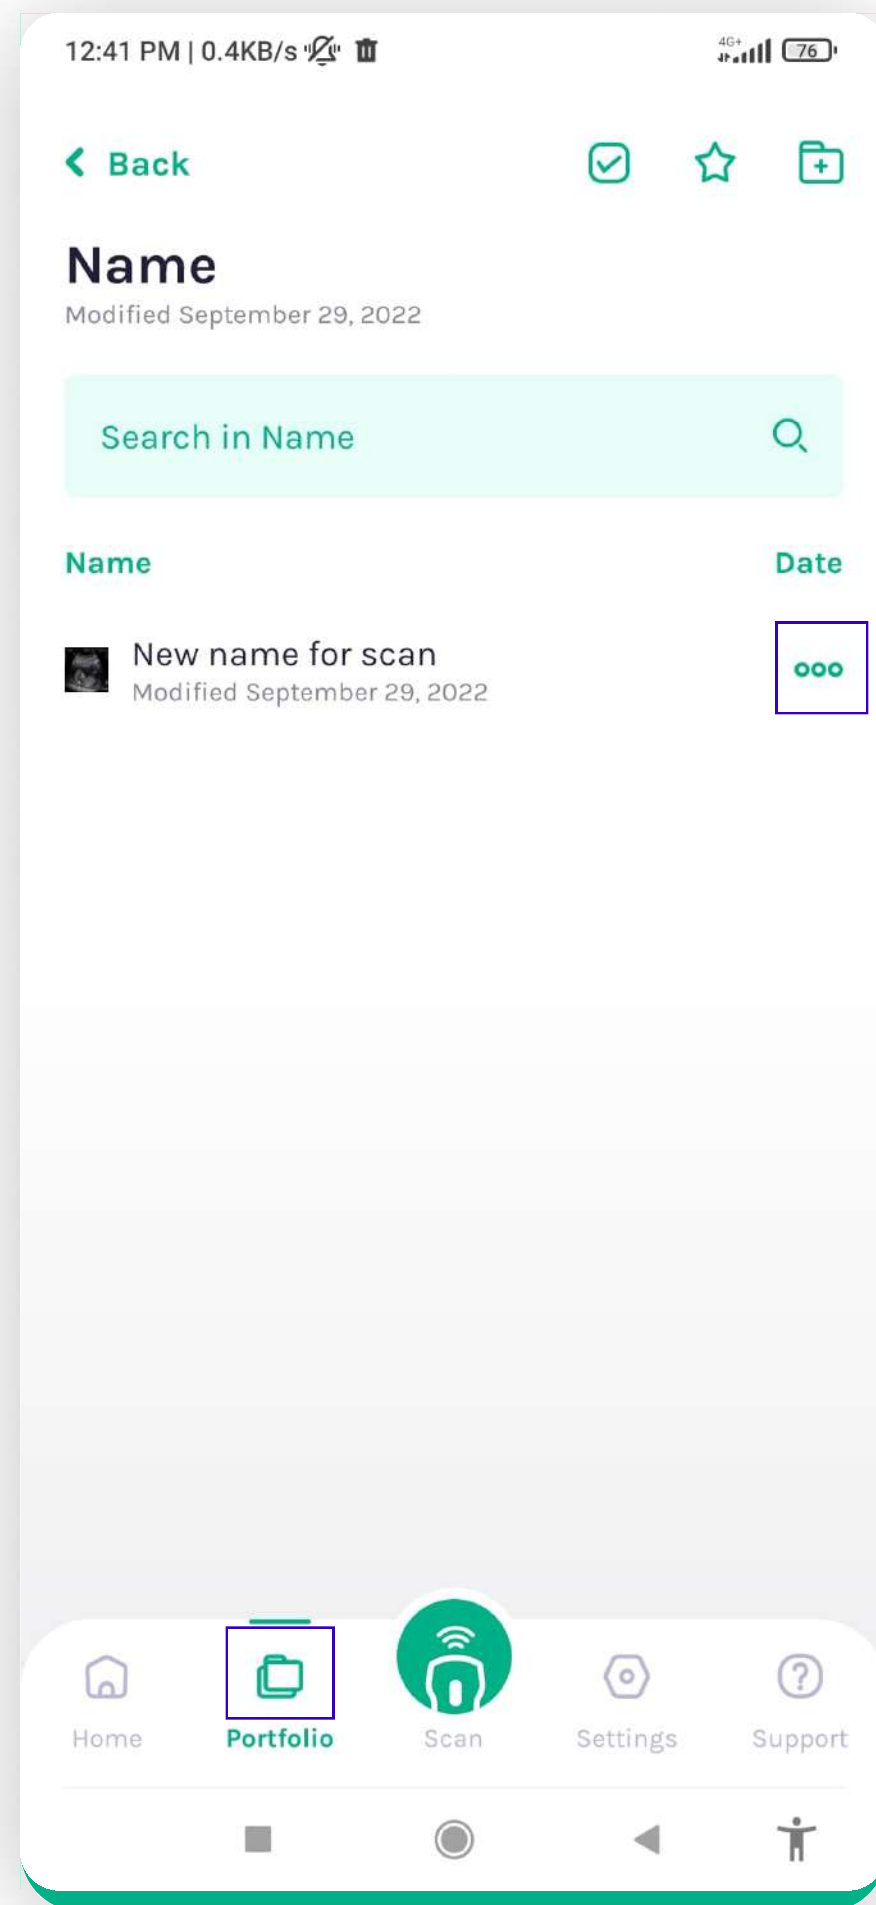 12:41 PM | 0.4KB/s
4G+
76
Back
Name
Modified September 29, 2022
Search in Name
Name Date
New name for scan
Modified September 29, 2022
Home Portfolio Scan Settings Support